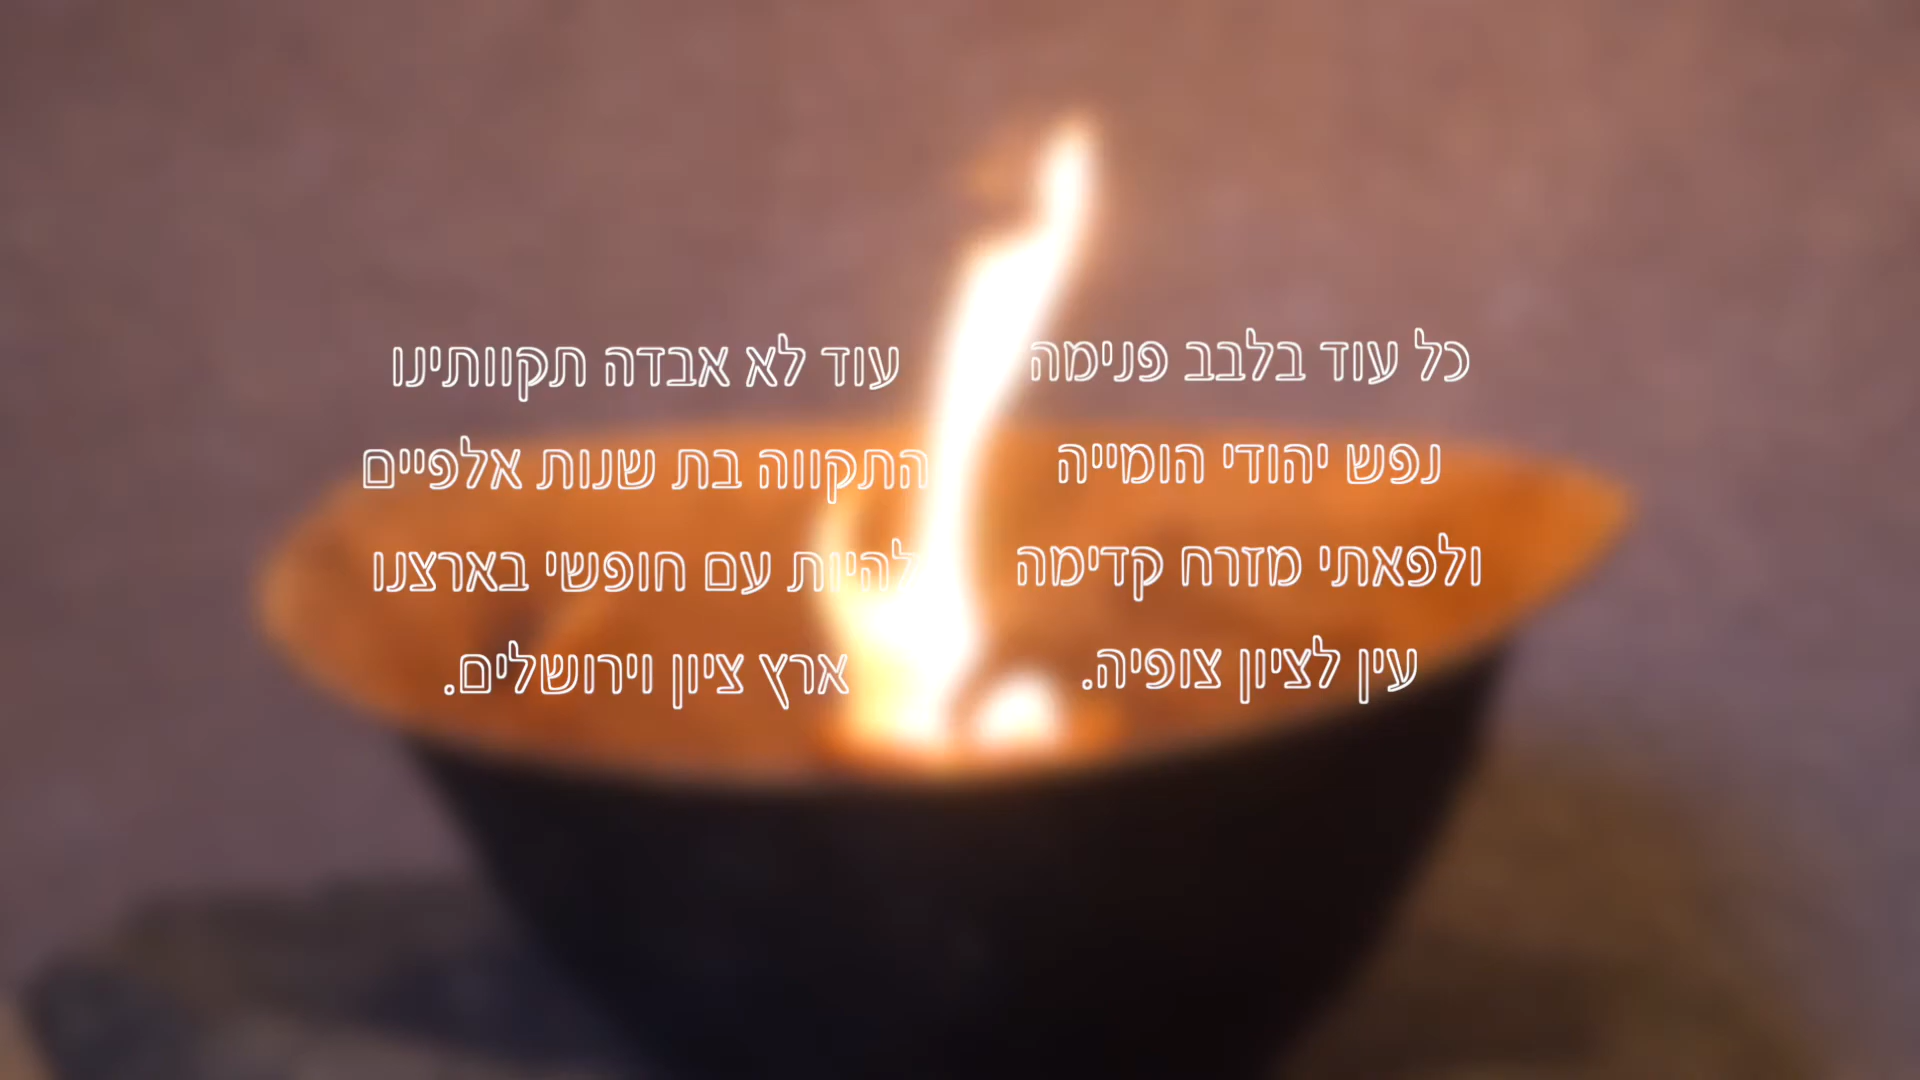 כל עוד בלבב פנימה
נפש יהודי הומייה
ולפאתי מזרח קדימה
עין לציון צופיה.
עוד לא אבדה תקוותינו
התקווה בת שנות אלפיים
להיות עם חופשי בארצנו
ארץ ציון וירושלים.